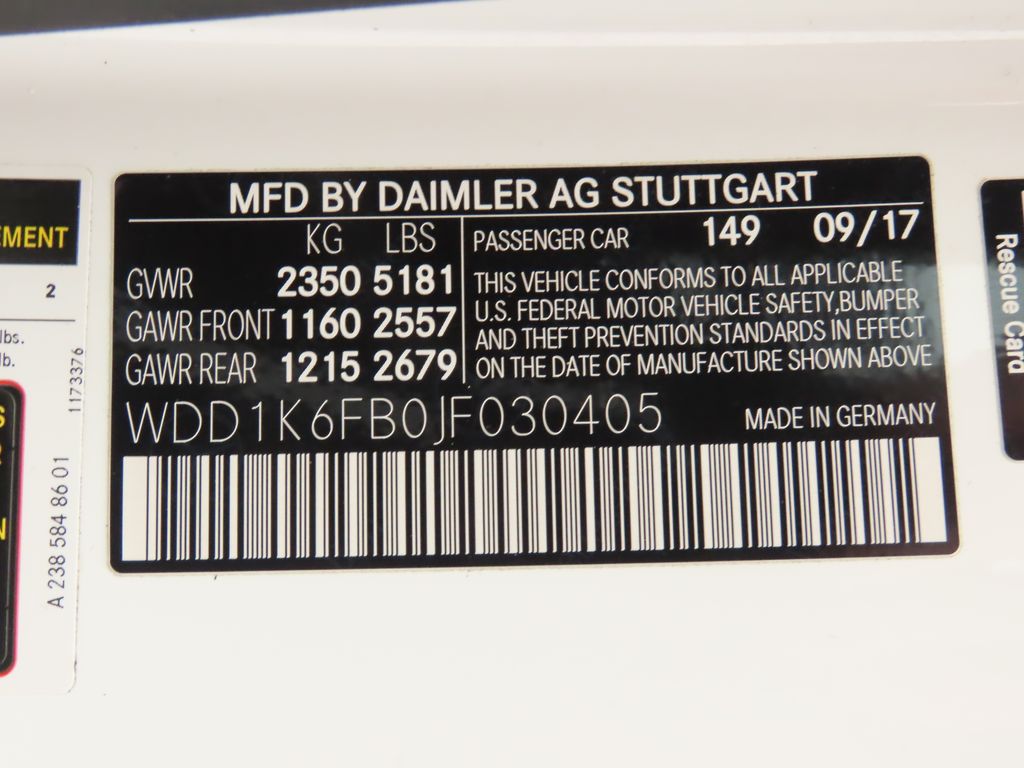 MFD BY DAIMLER AG STUTTGART
KG LBS
GVWR 2350 5181
GAWR FRONT 1160 2557
GAWR REAR 1215 2679
PASSENGER CAR 149 09/17
THIS VEHICLE CONFORMS TO ALL APPLICABLE
U.S. FEDERAL MOTOR VEHICLE SAFETY,BUMPER
AND THEFT PREVENTION STANDARDS IN EFFECT
ON THE DATE OF MANUFACTURE SHOWN ABOVE
WDD1K6FB0JF030405
MADE IN GERMANY
2
lbs.
lb.
1173376
A 238 584 86 01
Rescue Card